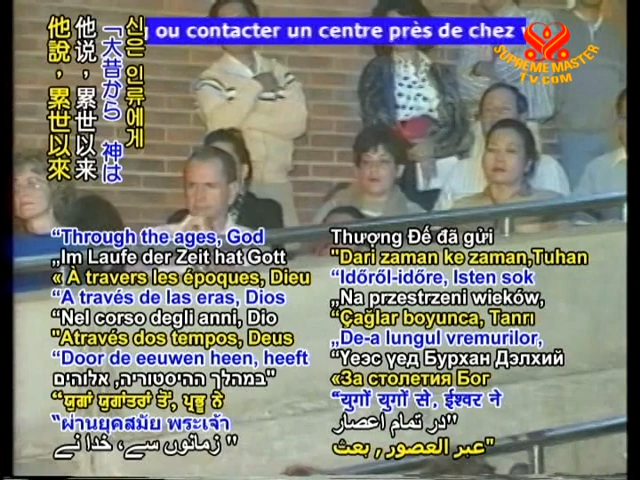 g ou contacter un centre près de chez v
SUPREME MASTER
TV.COM
신은 인류에게
「大昔から 神は
他说，累世以来
他說，累世以來
“Through the ages, God
„Im Laufe der Zeit hat Gott
« À travers les époques, Dieu
“A través de las eras, Dios
“Nel corso degli anni, Dio
"Através dos tempos, Deus
“Door de eeuwen heen, heeft
"במהלך ההיסטוריה, אלוהים
“ਯੁਗਾਂ ਯੁਗਾਂਤਰਾਂ ਤੋਂ, ਪ੍ਰਭੂ ਨੇ
“ผ่านยุคสมัย พระเจ้า
" زمانوں سے، خدا نے
Thượng Đế đã gửi
"Dari zaman ke zaman,Tuhan
“Időről-időre, Isten sok
„Na przestrzeni wieków,
“Çağlar boyunca, Tanrı
„De-a lungul vremurilor,
“Үеэс үед Бурхан Дэлхий
«За столетия Бог
“युगों युगों से, ईश्वर ने
"در تمام اعصار
"عبر العصور , بعث